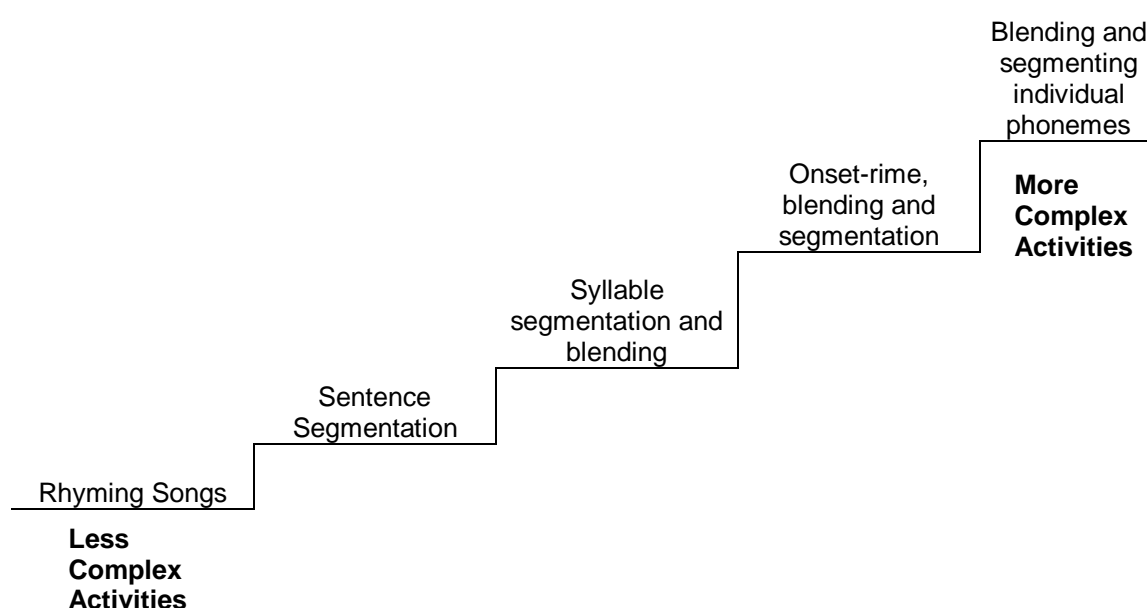 Blending and
segmenting
individual
phonemes
Onset-rime,
blending and
segmentation
More
Complex
Activities
Syllable
segmentation and
blending
Sentence
Segmentation
Rhyming Songs
Less
Complex
Activities